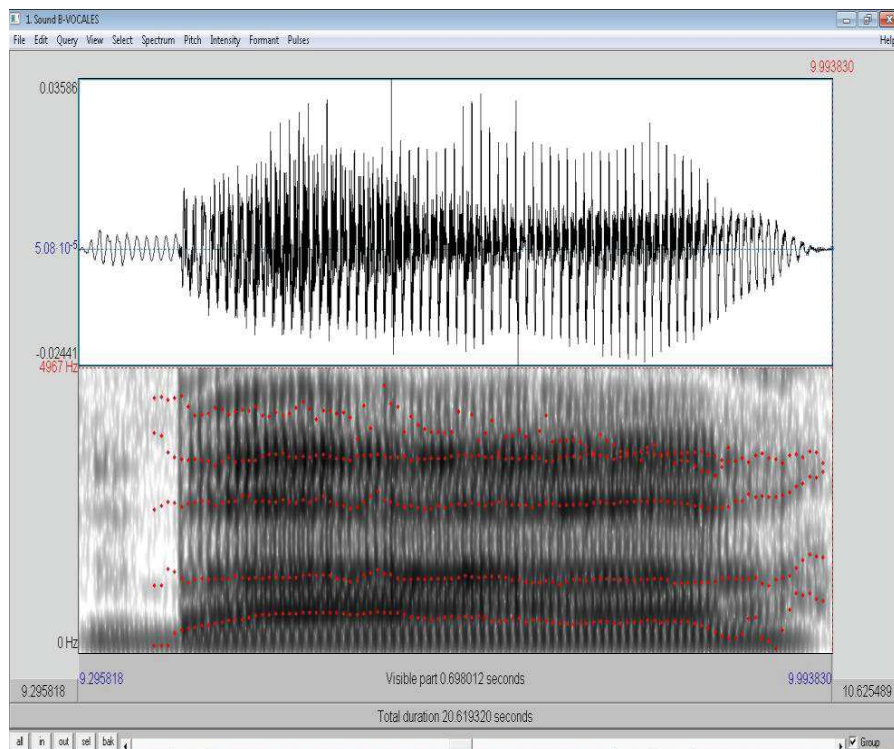 1. Sound B-VOCALES
File Edit Query View Select Spectrum Pitch Intensity Formant Pulses Help
9.993830
0.03586
5.08·10⁻⁵
-0.02441
4967 Hz
0 Hz
9.295818 Visible part 0.698012 seconds 9.993830
9.295818 10.625489
Total duration 20.619320 seconds
all in out sel bak Group